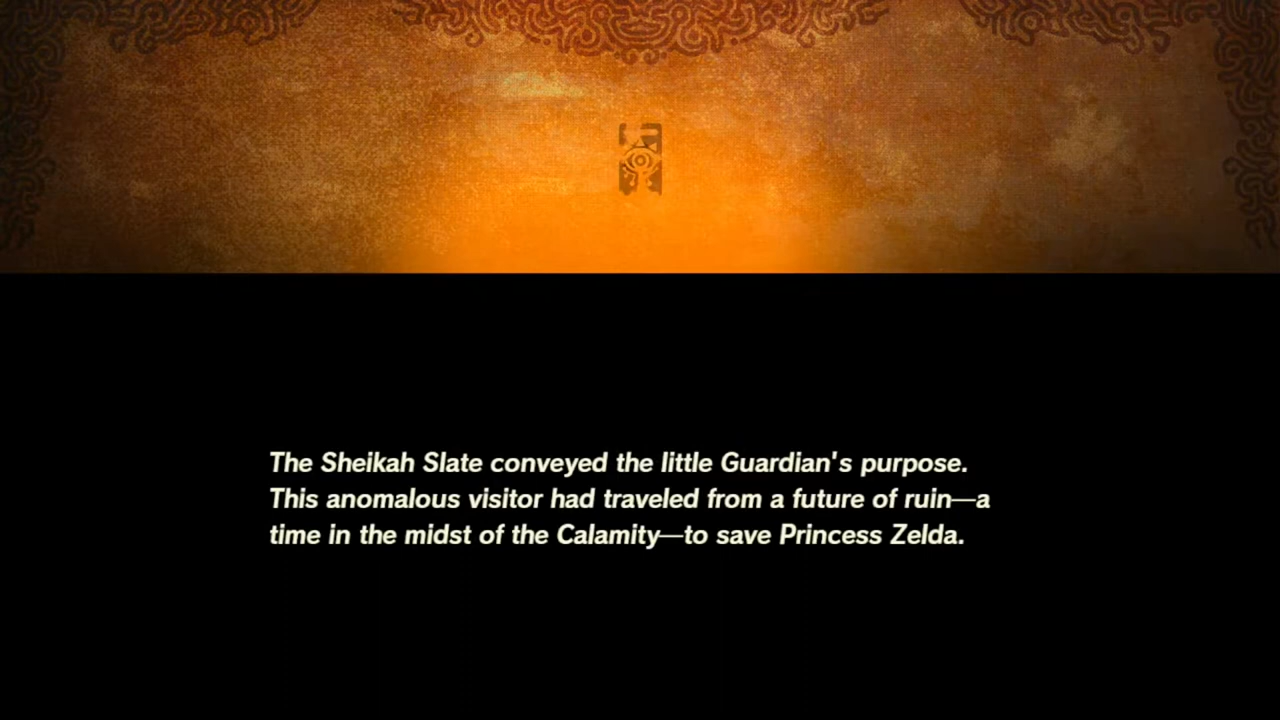 The Sheikah Slate conveyed the little Guardian's purpose.
This anomalous visitor had traveled from a future of ruin—a
time in the midst of the Calamity—to save Princess Zelda.